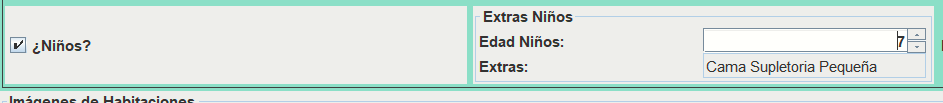 Extras Niños
¿Niños?
Edad Niños: 7
Extras: Cama Supletoria Pequeña
Imágenes de Habitaciones